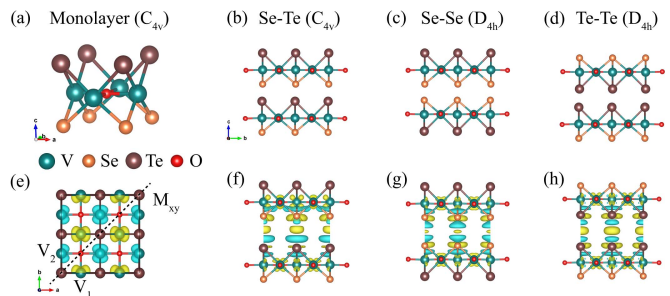 (a) Monolayer (C4v)
(b) Se-Te (C4v)
(c) Se-Se (D4h)
(d) Te-Te (D4h)
c
b
a
c
b
V Se Te O
(e)
Mxy
V2
V1
b
a
(f)
(g)
(h)